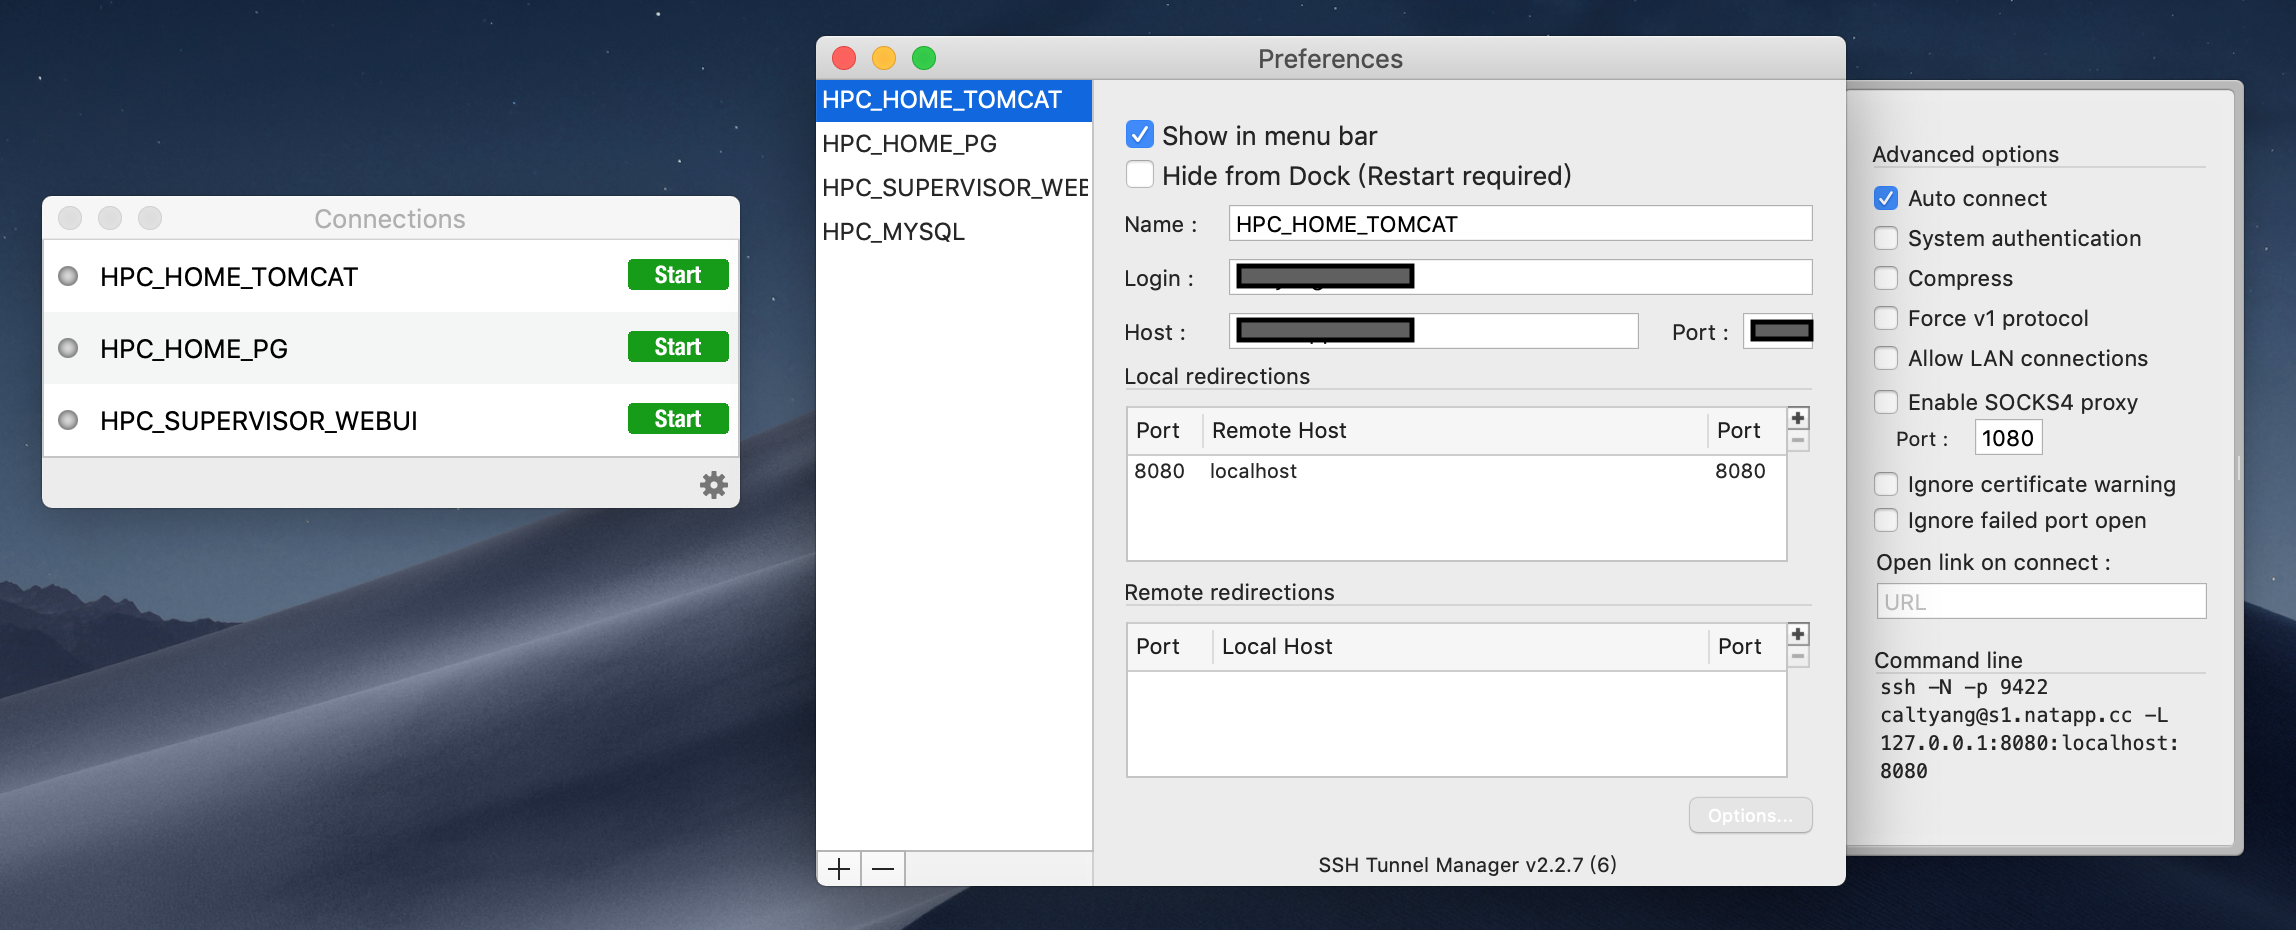 Connections
HPC_HOME_TOMCAT Start
HPC_HOME_PG Start
HPC_SUPERVISOR_WEBUI Start
Preferences
HPC_HOME_TOMCAT
HPC_HOME_PG
HPC_SUPERVISOR_WEB
HPC_MYSQL
Show in menu bar
Hide from Dock (Restart required)
Name : HPC_HOME_TOMCAT
Login :
Host : Port :
Local redirections
Port Remote Host Port
8080 localhost 8080
Remote redirections
Port Local Host Port
Options...
SSH Tunnel Manager v2.2.7 (6)
Advanced options
Auto connect
System authentication
Compress
Force v1 protocol
Allow LAN connections
Enable SOCKS4 proxy
Port : 1080
Ignore certificate warning
Ignore failed port open
Open link on connect :
URL
Command line
ssh -N -p 9422
caltyang@s1.natapp.cc -L
127.0.0.1:8080:localhost:
8080